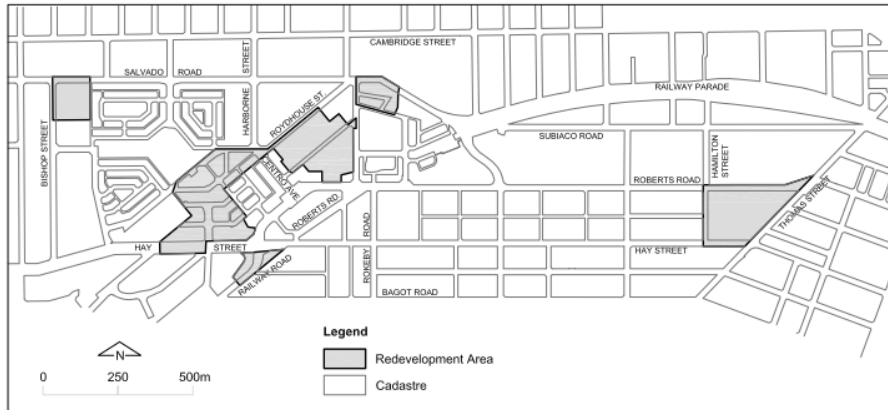 CAMBRIDGE STREET
SALVADO ROAD
HARBORNE STREET
RAILWAY PARADE
ROYDHOUSE ST.
SUBIACO ROAD
BISHOP STREET
HAMILTON STREET
CENTRO AVE
ROBERTS ROAD
THOMAS STREET
ROBERTS RD
HAY STREET
ROKEBY ROAD
HAY STREET
RAILWAY ROAD
BAGOT ROAD
Legend
N
Redevelopment Area
0 250 500m
Cadastre